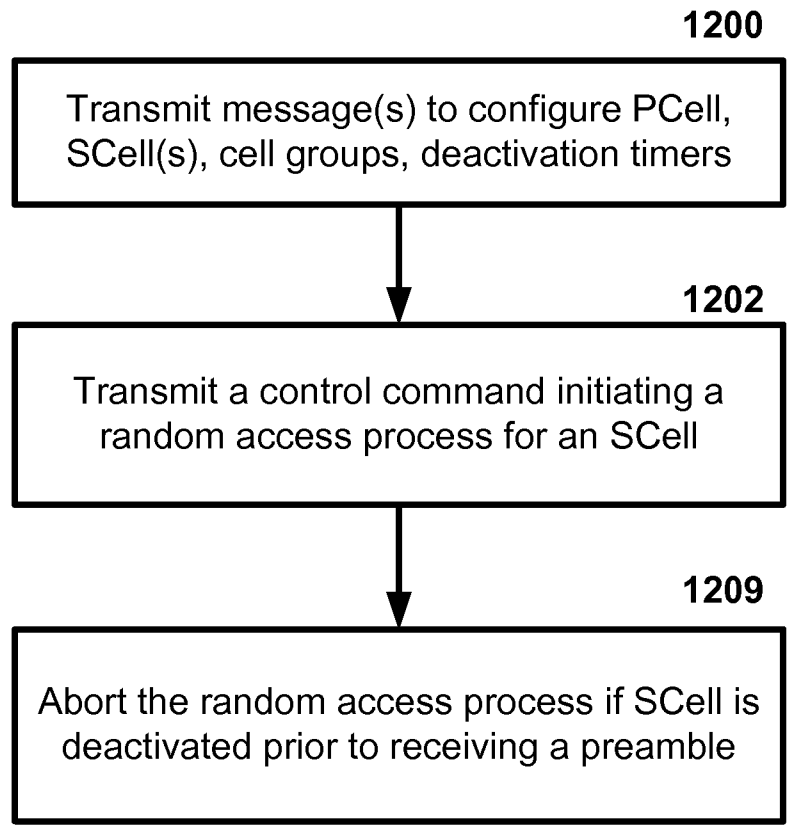 1200
Transmit message(s) to configure PCell,
SCell(s), cell groups, deactivation timers
1202
Transmit a control command initiating a
random access process for an SCell
1209
Abort the random access process if SCell is
deactivated prior to receiving a preamble